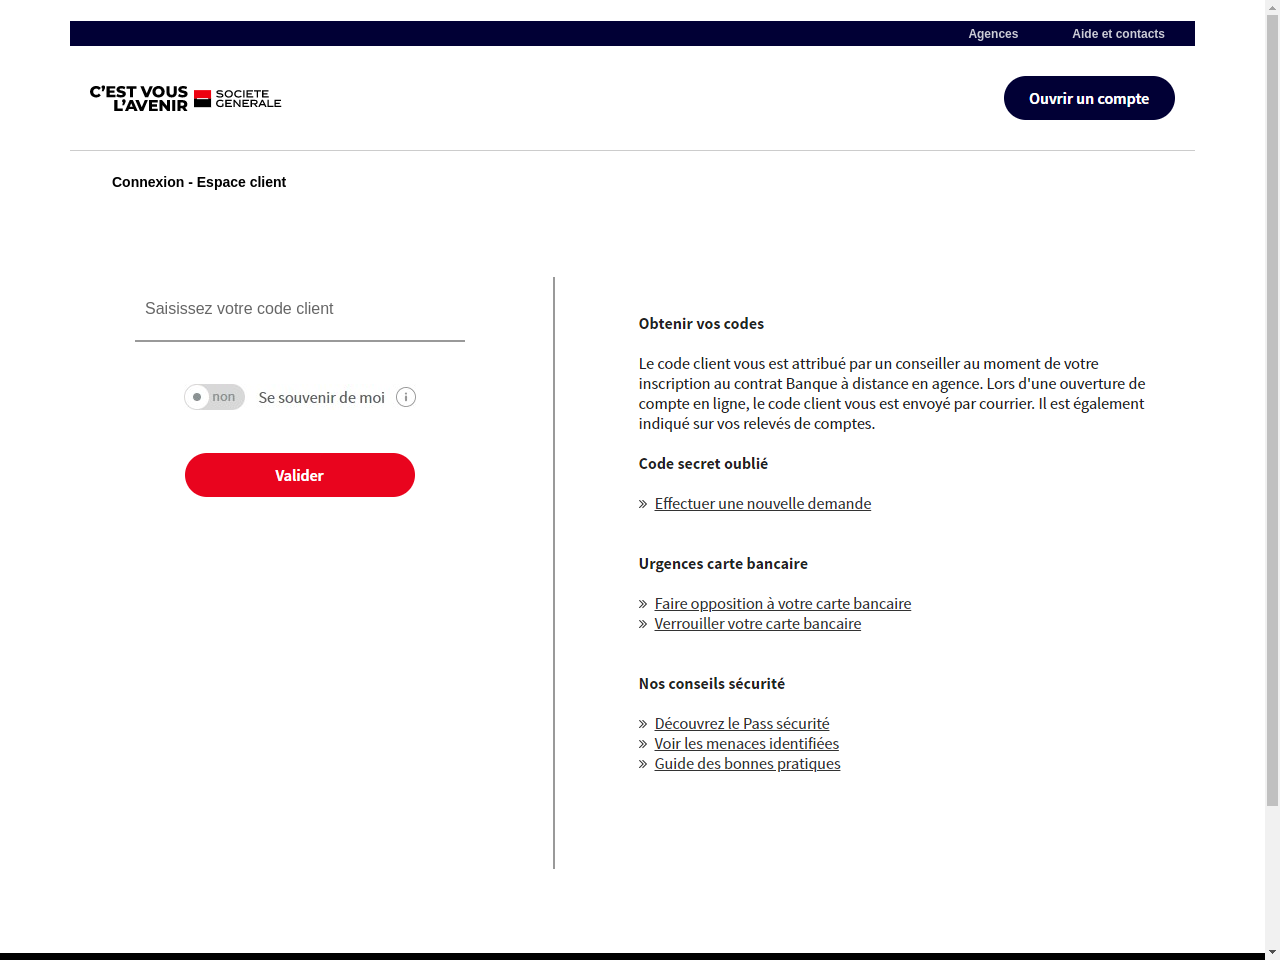 Agences Aide et contacts
C'EST VOUS
L'AVENIR
SOCIETE
GENERALE
Ouvrir un compte
Connexion - Espace client
Saisissez votre code client
non Se souvenir de moi i
Valider
Obtenir vos codes
Le code client vous est attribué par un conseiller au moment de votre
inscription au contrat Banque à distance en agence. Lors d'une ouverture de
compte en ligne, le code client vous est envoyé par courrier. Il est également
indiqué sur vos relevés de comptes.
Code secret oublié
» Effectuer une nouvelle demande
Urgences carte bancaire
» Faire opposition à votre carte bancaire
» Verrouiller votre carte bancaire
Nos conseils sécurité
» Découvrez le Pass sécurité
» Voir les menaces identifiées
» Guide des bonnes pratiques